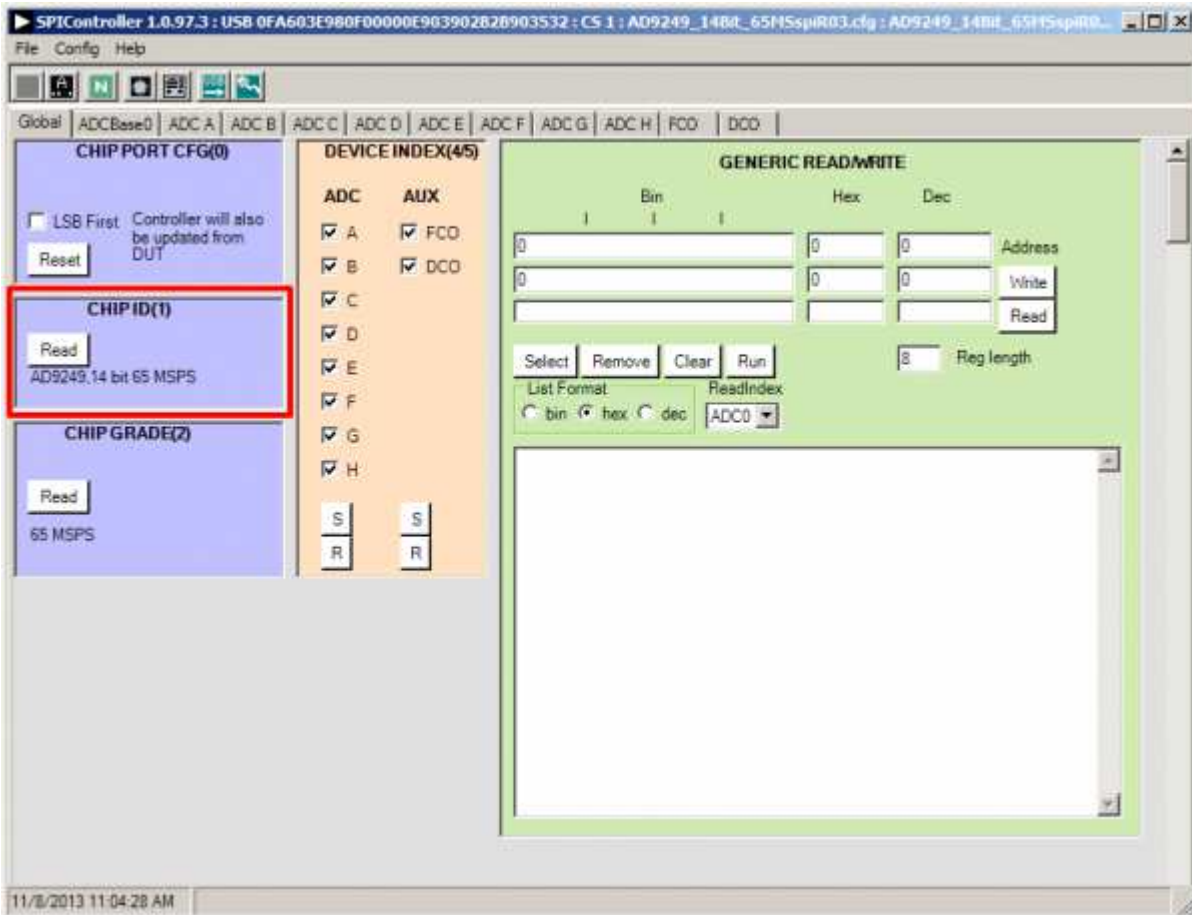 SPIController 1.0.97.3 : USB 0FA603E980F00000E903902B2B903532 : CS 1 : AD9249_14Bit_65MSspiR03.cfg : AD9249_14Bit_65MSspiR0...
File Config Help
Global ADCBase0 ADC A ADC B ADC C ADC D ADC E ADC F ADC G ADC H FCO DCO
CHIP PORT CFG(0)
LSB First
Controller will also
be updated from
DUT
Reset
CHIP ID(1)
Read
AD9249,14 bit 65 MSPS
CHIP GRADE(2)
Read
65 MSPS
DEVICE INDEX(4/5)
ADC AUX
A FCO
B DCO
C
D
E
F
G
H
S S
R R
GENERIC READ/WRITE
Bin Hex Dec
0 0 0 Address
0 0 0 Write
Read
Select Remove Clear Run 8 Reg length
List Format ReadIndex
bin hex dec ADC0
11/8/2013 11:04:28 AM